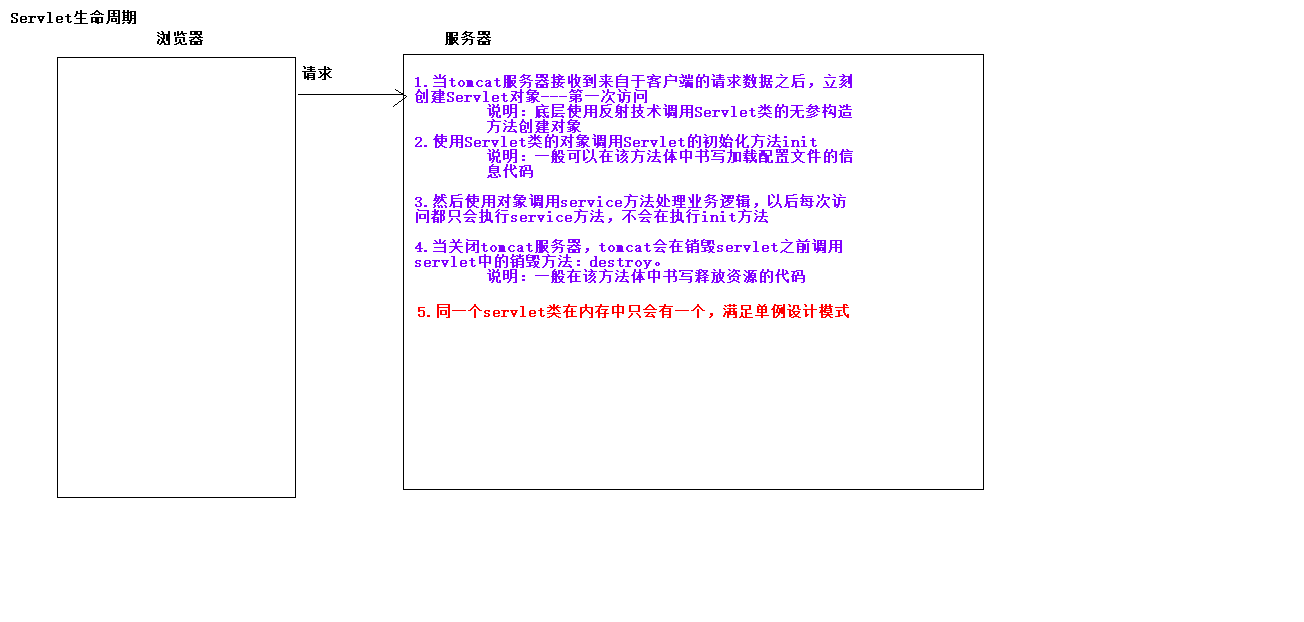 Servlet生命周期
浏览器
服务器
请求
1.当tomcat服务器接收到来自于客户端的请求数据之后，立刻
创建Servlet对象---第一次访问
说明：底层使用反射技术调用Servlet类的无参构造
方法创建对象
2.使用Servlet类的对象调用Servlet的初始化方法init
说明：一般可以在该方法体中书写加载配置文件的信
息代码
3.然后使用对象调用service方法处理业务逻辑，以后每次访
问都只会执行service方法，不会在执行init方法
4.当关闭tomcat服务器，tomcat会在销毁servlet之前调用
servlet中的销毁方法：destroy。
说明：一般在该方法体中书写释放资源的代码
5.同一个servlet类在内存中只会有一个，满足单例设计模式